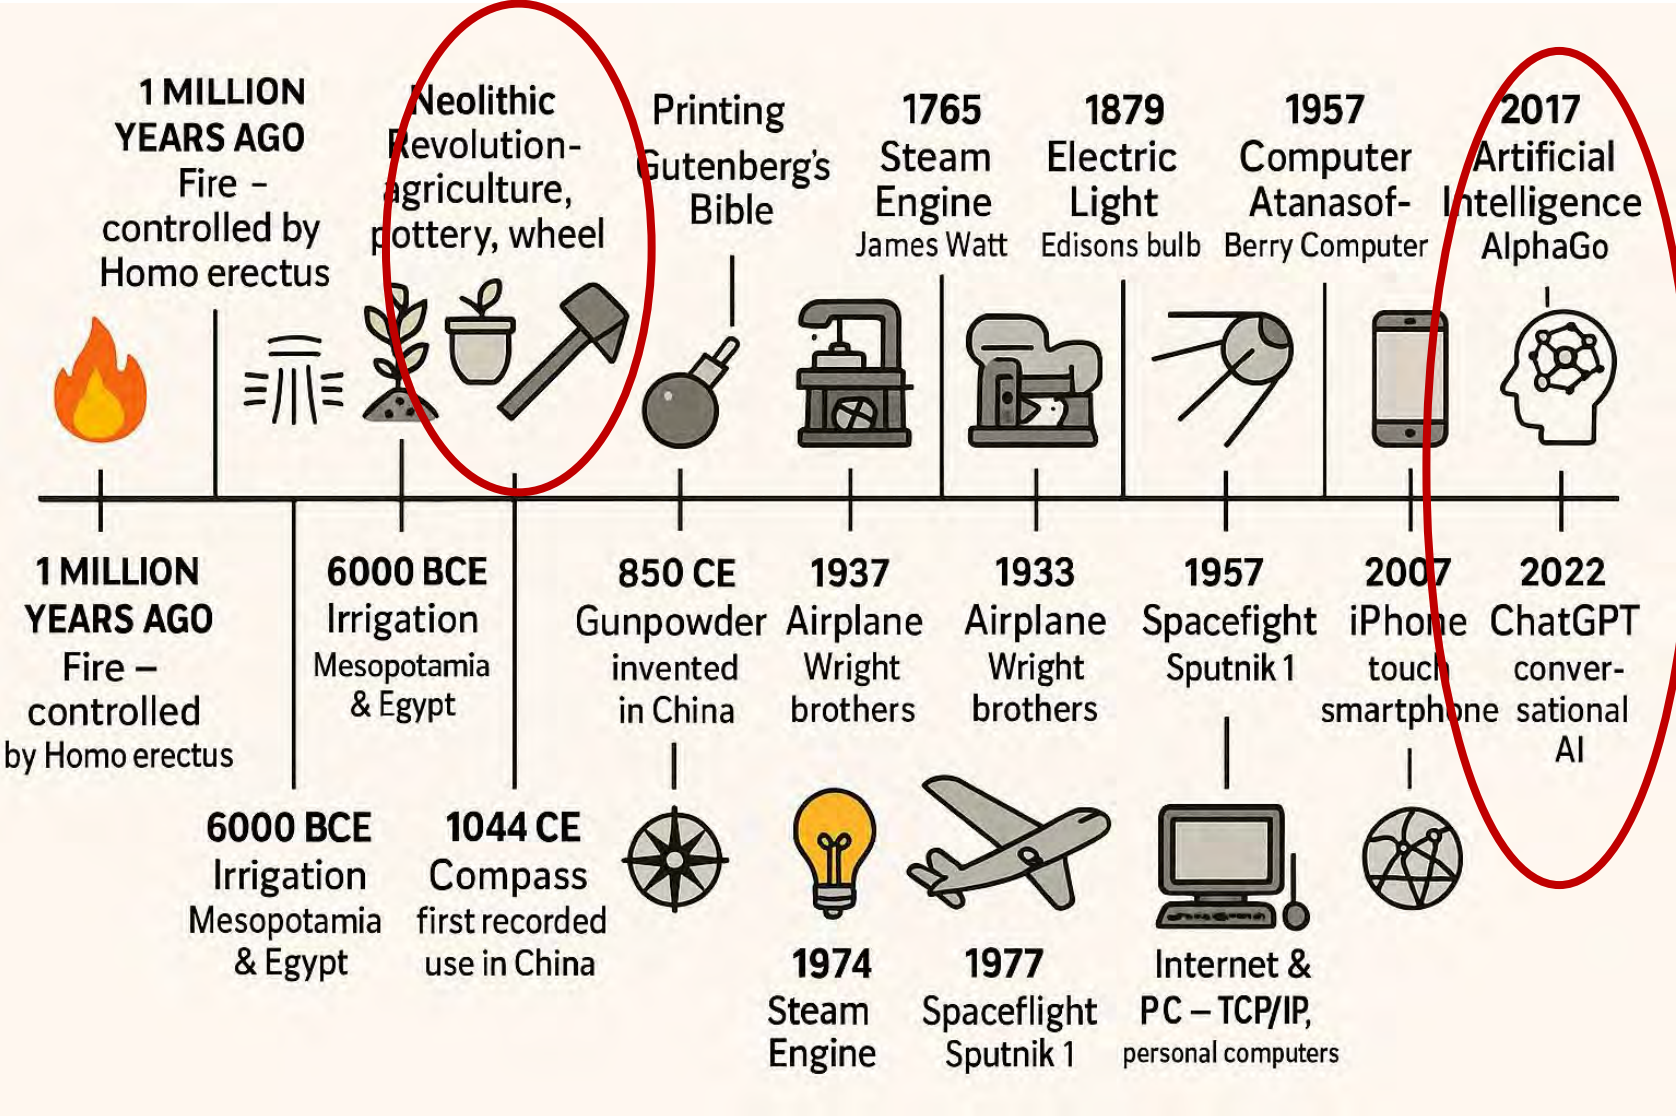 1 MILLION
YEARS AGO
Fire –
controlled by
Homo erectus
Neolithic
Revolution-
agriculture,
pottery, wheel
Printing
Gutenberg's
Bible
1765
Steam
Engine
James Watt
1879
Electric
Light
Edisons bulb
1957
Computer
Atanasof-
Berry Computer
2017
Artificial
Intelligence
AlphaGo
1 MILLION
YEARS AGO
Fire –
controlled
by Homo erectus
6000 BCE
Irrigation
Mesopotamia
& Egypt
850 CE
Gunpowder
invented
in China
1937
Airplane
Wright
brothers
1933
Airplane
Wright
brothers
1957
Spacefight
Sputnik 1
2007
iPhone
touch
smartphone
2022
ChatGPT
conver-
sational
AI
6000 BCE
Irrigation
Mesopotamia
& Egypt
1044 CE
Compass
first recorded
use in China
1974
Steam
Engine
1977
Spaceflight
Sputnik 1
Internet &
PC – TCP/IP,
personal computers